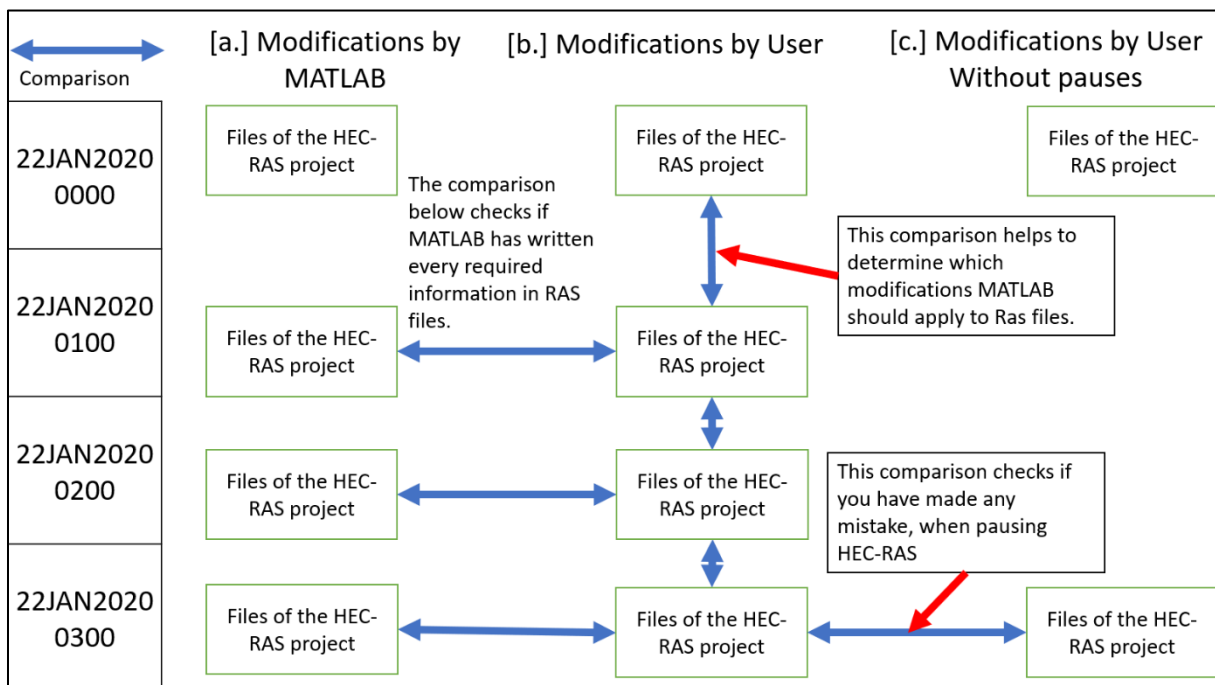 Comparison
[a.] Modifications by
MATLAB
[b.] Modifications by User
[c.] Modifications by User
Without pauses
22JAN2020
0000
Files of the HEC-
RAS project
Files of the HEC-
RAS project
Files of the HEC-
RAS project
The comparison
below checks if
MATLAB has written
every required
information in RAS
files.
This comparison helps to
determine which
modifications MATLAB
should apply to Ras files.
22JAN2020
0100
Files of the HEC-
RAS project
Files of the HEC-
RAS project
22JAN2020
0200
Files of the HEC-
RAS project
Files of the HEC-
RAS project
This comparison checks if
you have made any
mistake, when pausing
HEC-RAS
22JAN2020
0300
Files of the HEC-
RAS project
Files of the HEC-
RAS project
Files of the HEC-
RAS project